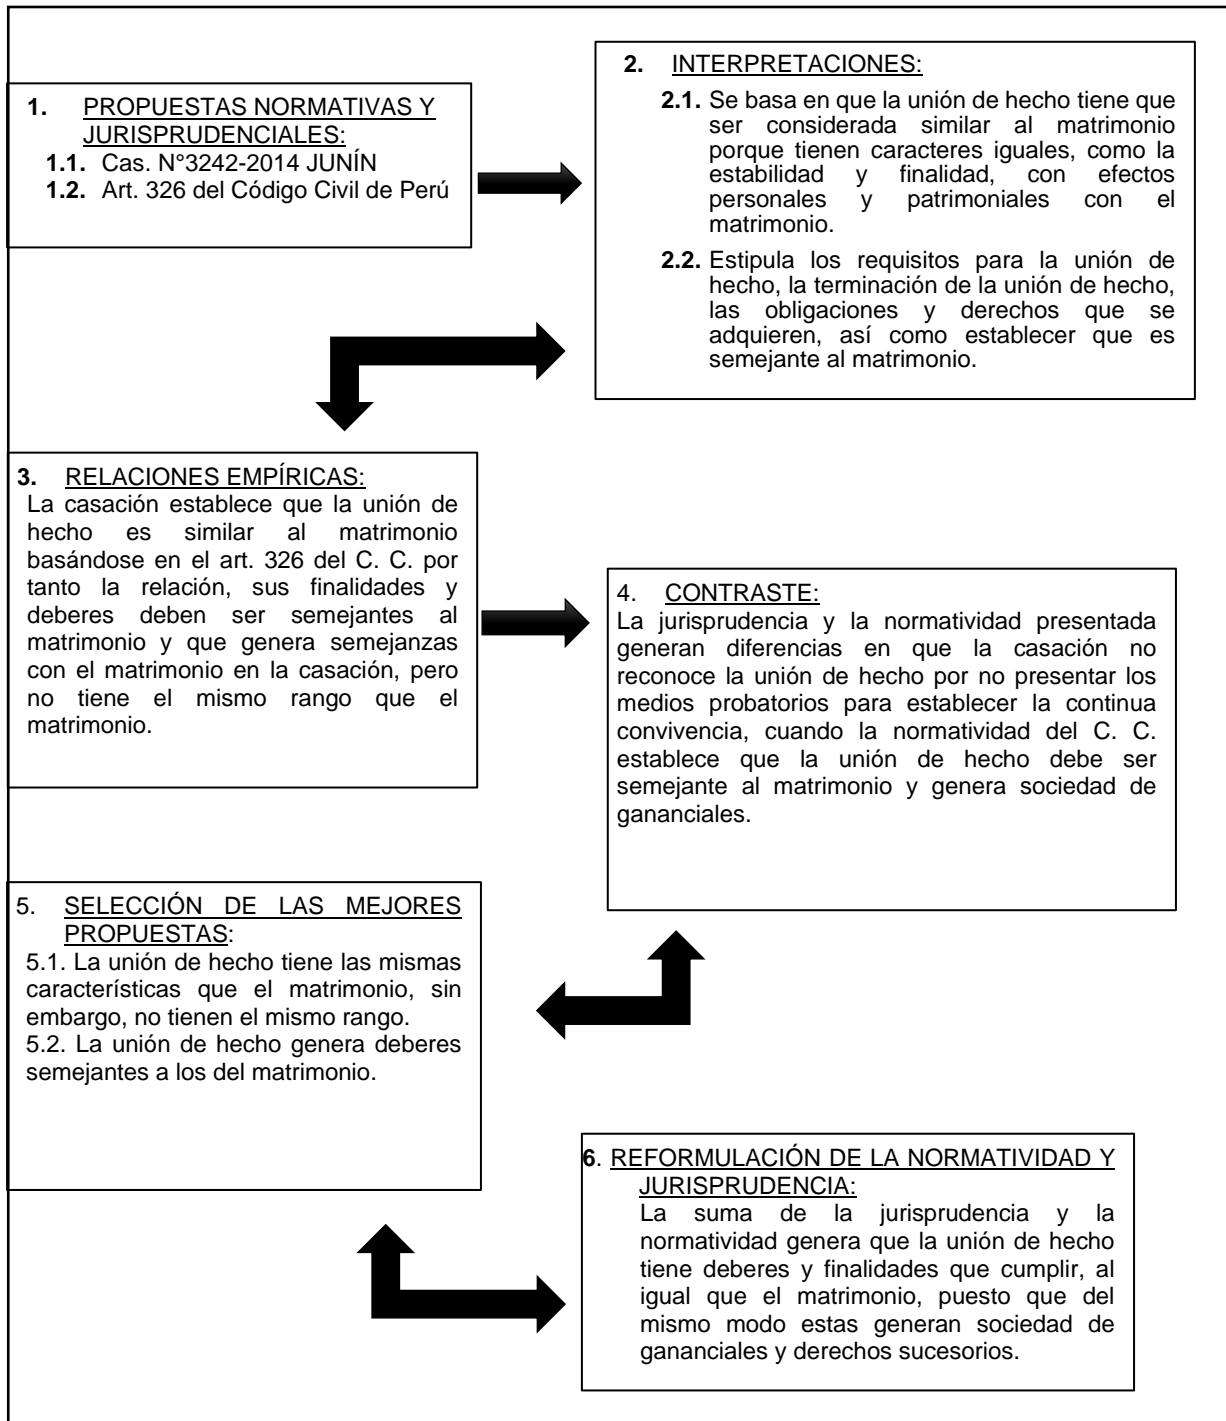 1. PROPUESTAS NORMATIVAS Y
JURISPRUDENCIALES:
1.1. Cas. N°3242-2014 JUNÍN
1.2. Art. 326 del Código Civil de Perú
2. INTERPRETACIONES:
2.1. Se basa en que la unión de hecho tiene que
ser considerada similar al matrimonio
porque tienen caracteres iguales, como la
estabilidad y finalidad, con efectos
personales y patrimoniales con el
matrimonio.
2.2. Estipula los requisitos para la unión de
hecho, la terminación de la unión de hecho,
las obligaciones y derechos que se
adquieren, así como establecer que es
semejante al matrimonio.
3. RELACIONES EMPÍRICAS:
La casación establece que la unión de
hecho es similar al matrimonio
basándose en el art. 326 del C. C. por
tanto la relación, sus finalidades y
deberes deben ser semejantes al
matrimonio y que genera semejanzas
con el matrimonio en la casación, pero
no tiene el mismo rango que el
matrimonio.
4. CONTRASTE:
La jurisprudencia y la normatividad presentada
generan diferencias en que la casación no
reconoce la unión de hecho por no presentar los
medios probatorios para establecer la continua
convivencia, cuando la normatividad del C. C.
establece que la unión de hecho debe ser
semejante al matrimonio y genera sociedad de
gananciales.
5. SELECCIÓN DE LAS MEJORES
PROPUESTAS:
5.1. La unión de hecho tiene las mismas
características que el matrimonio, sin
embargo, no tienen el mismo rango.
5.2. La unión de hecho genera deberes
semejantes a los del matrimonio.
6. REFORMULACIÓN DE LA NORMATIVIDAD Y
JURISPRUDENCIA:
La suma de la jurisprudencia y la
normatividad genera que la unión de hecho
tiene deberes y finalidades que cumplir, al
igual que el matrimonio, puesto que del
mismo modo estas generan sociedad de
gananciales y derechos sucesorios.